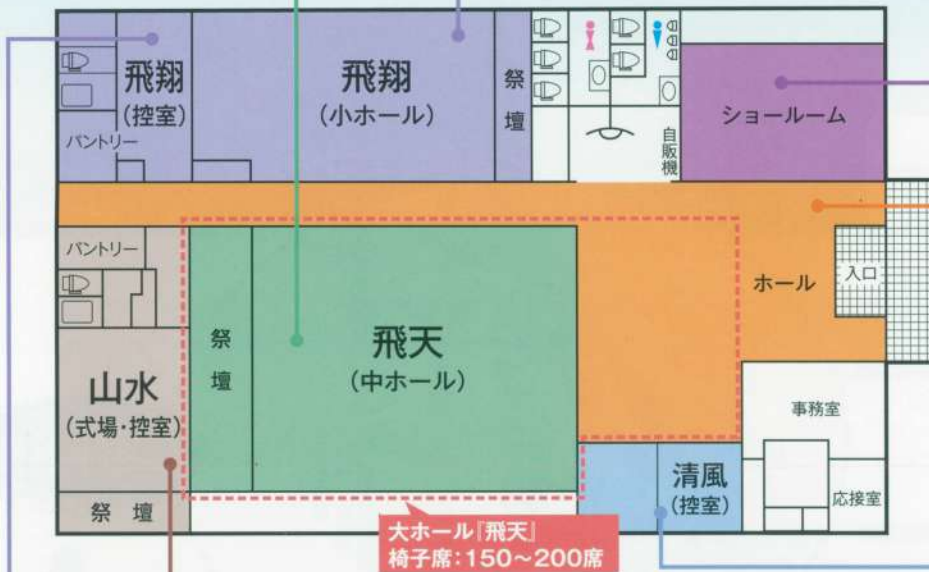 飛翔
(控室)
パントリー
飛翔
(小ホール)
祭壇
自販機
ショールーム
パントリー
山水
(式場・控室)
祭壇
祭壇
飛天
(中ホール)
ホール
入口
清風
(控室)
事務室
応接室
大ホール『飛天』
椅子席:150~200席